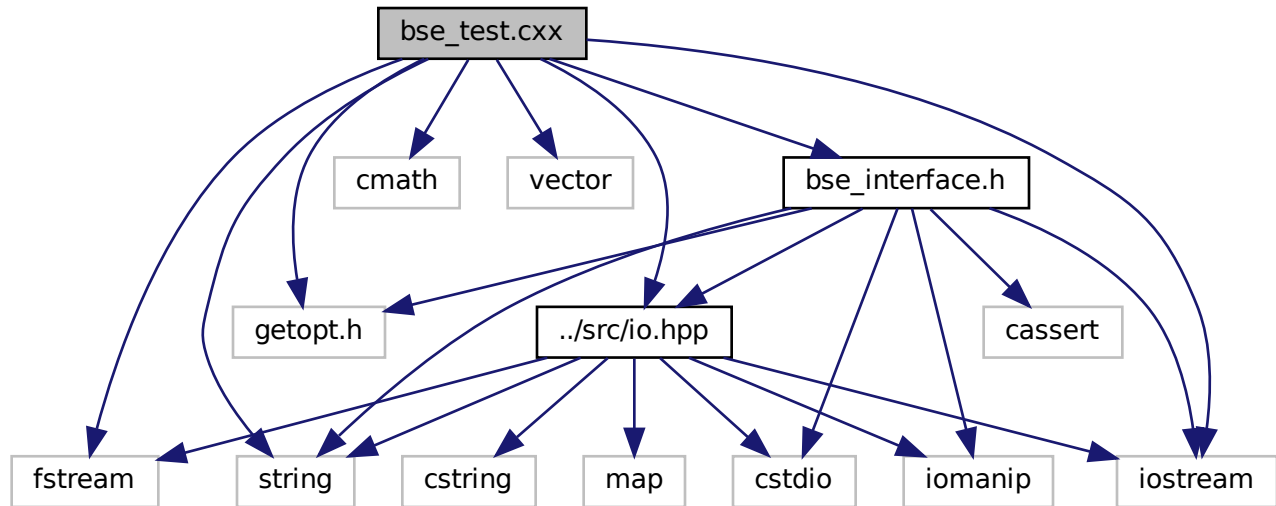 bse_test.cxx
cmath
vector
bse_interface.h
getopt.h
../src/io.hpp
cassert
fstream
string
cstring
map
cstdio
iomanip
iostream